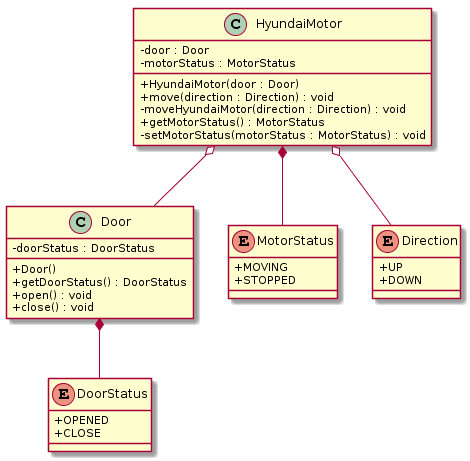 C HyundaiMotor
-door : Door
-motorStatus : MotorStatus
+HyundaiMotor(door : Door)
+move(direction : Direction) : void
-moveHyundaiMotor(direction : Direction) : void
+getMotorStatus() : MotorStatus
-setMotorStatus(motorStatus : MotorStatus) : void
C Door
-doorStatus : DoorStatus
+Door()
+getDoorStatus() : DoorStatus
+open() : void
+close() : void
E MotorStatus
+MOVING
+STOPPED
E Direction
+UP
+DOWN
E DoorStatus
+OPENED
+CLOSE